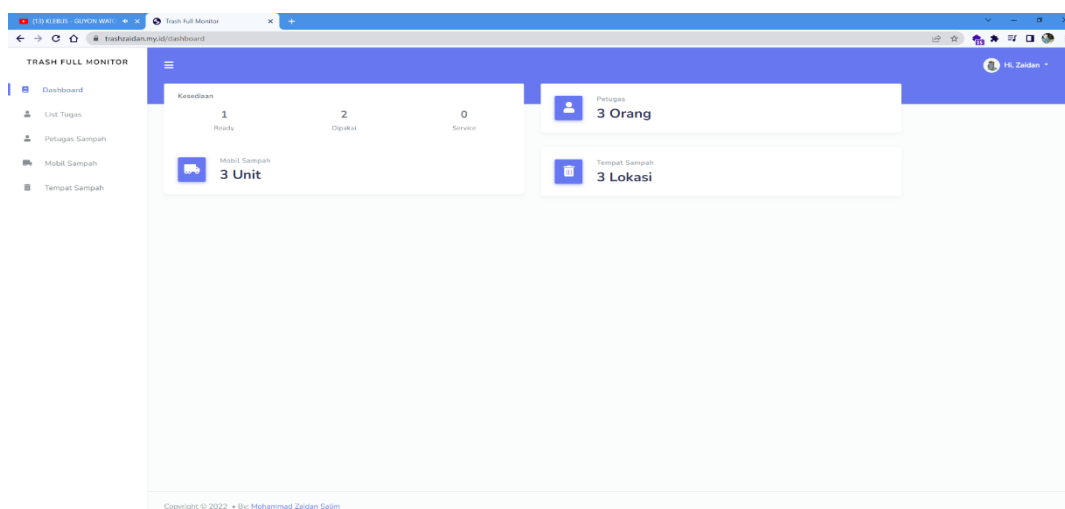 (13) KLEBUS - GUYON WATO
Trash Full Monitor
trashzaidan.my.id/dashboard
TRASH FULL MONITOR
Hi, Zaidan
Dashboard
List Tugas
Petugas Sampah
Mobil Sampah
Tempat Sampah
Kesediaan
1
2
0
Ready
Dipakai
Service
Mobil Sampah
3 Unit
Petugas
3 Orang
Tempat Sampah
3 Lokasi
Copyright © 2022 • By: Mohammad Zaidan Salim